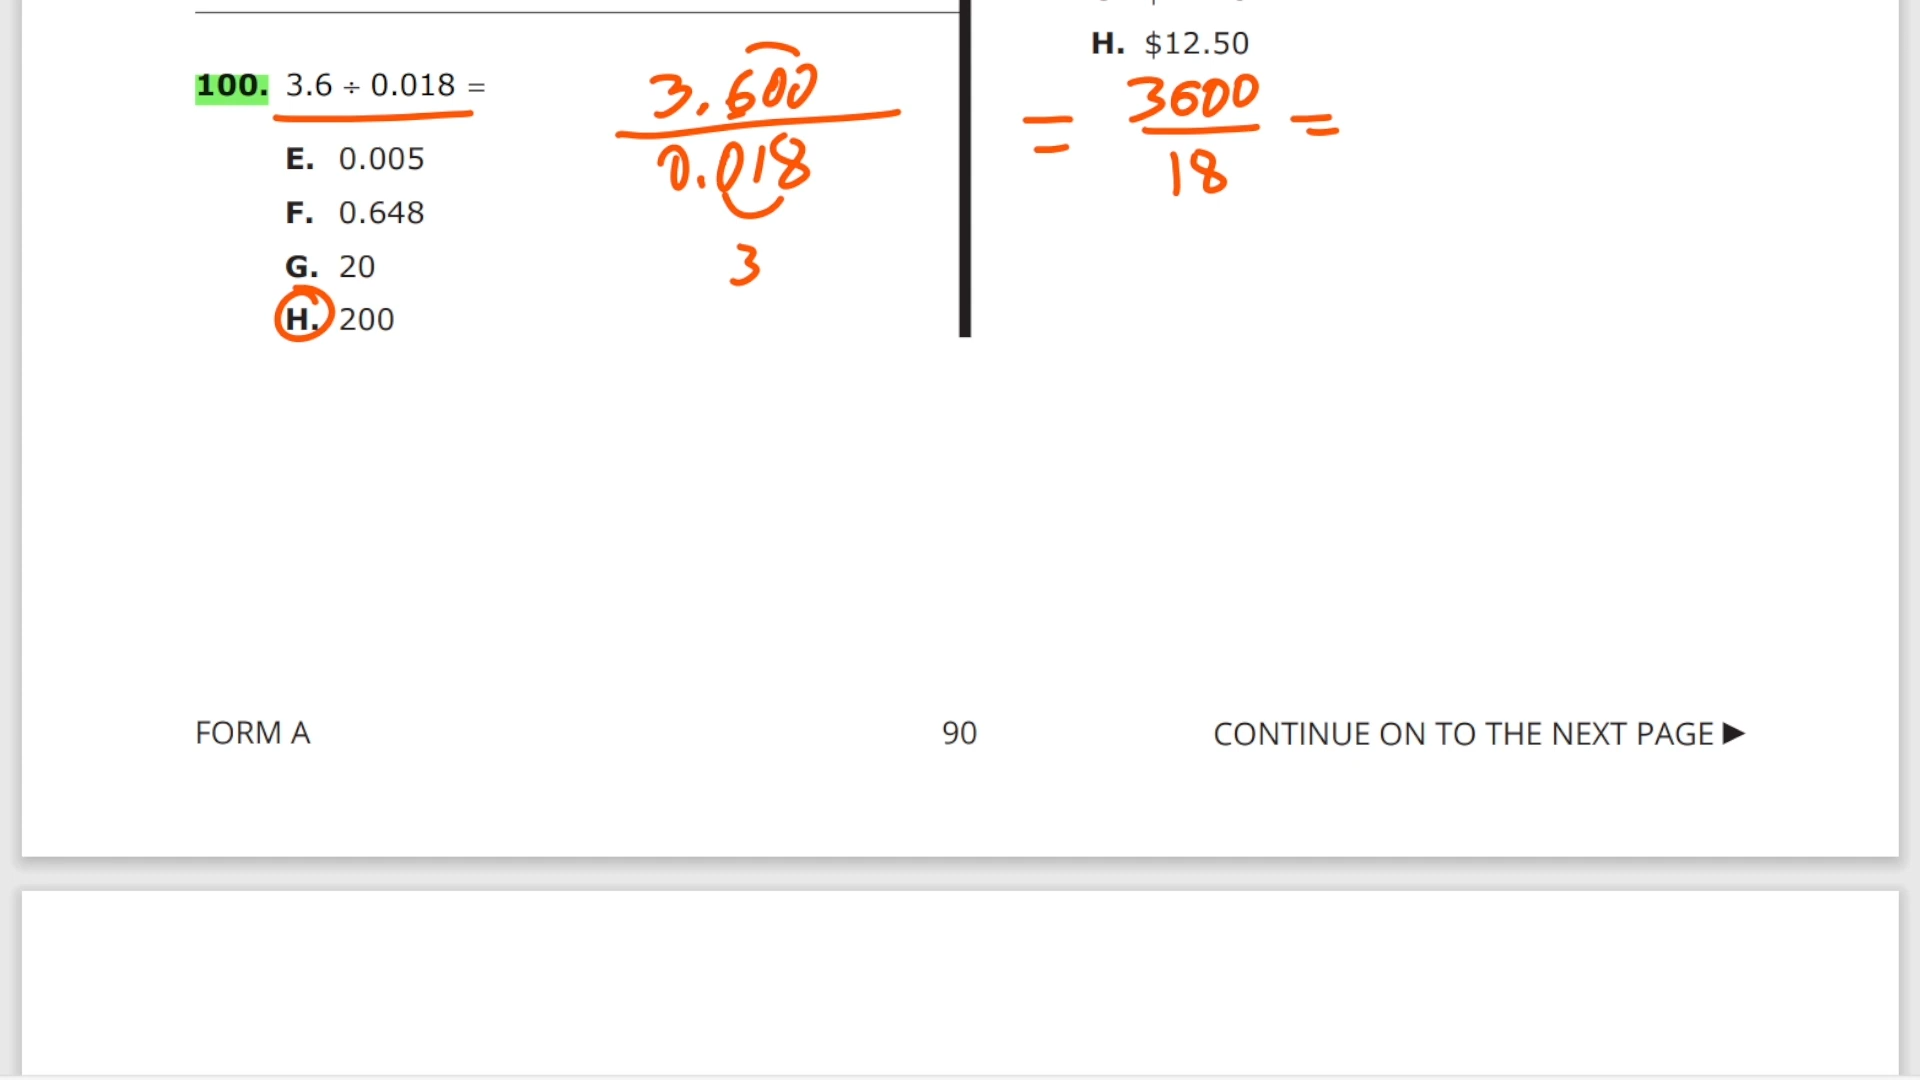 100. 3.6 ÷ 0.018 =
E. 0.005
F. 0.648
G. 20
H. 200
3.600
0.018
3
H. $12.50
= 3600 =
18
FORM A
90
CONTINUE ON TO THE NEXT PAGE ►